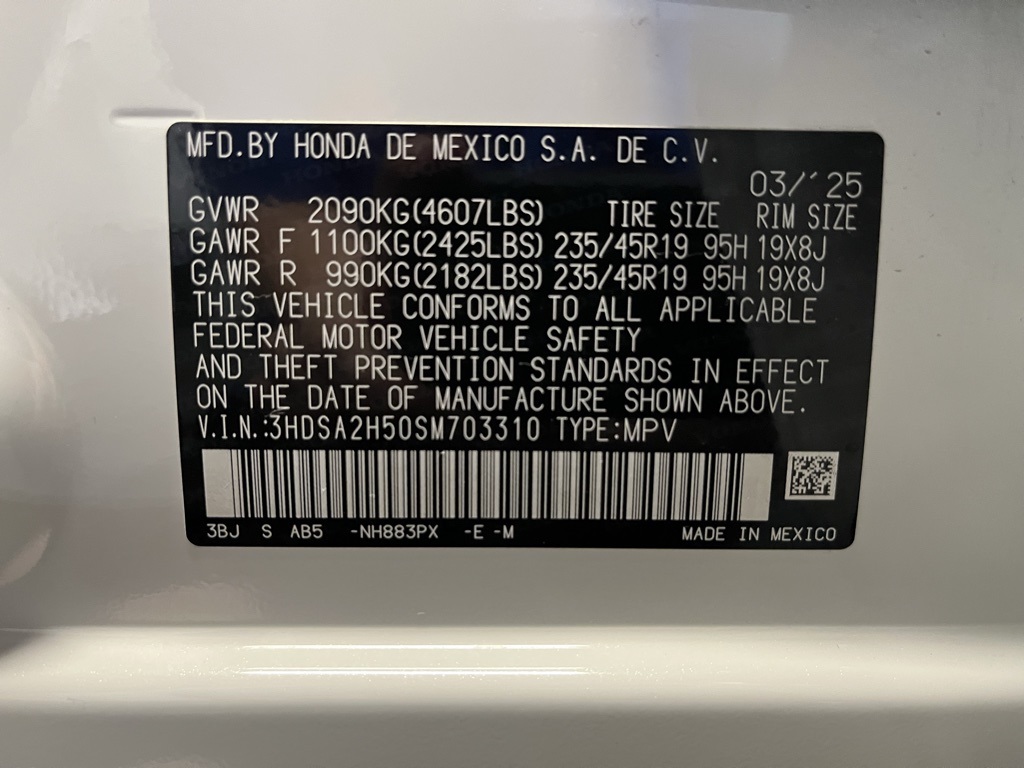 MFD.BY HONDA DE MEXICO S.A. DE C.V.
03/'25
GVWR 2090KG(4607LBS) TIRE SIZE RIM SIZE
GAWR F 1100KG(2425LBS) 235/45R19 95H 19X8J
GAWR R 990KG(2182LBS) 235/45R19 95H 19X8J
THIS VEHICLE CONFORMS TO ALL APPLICABLE
FEDERAL MOTOR VEHICLE SAFETY
AND THEFT PREVENTION STANDARDS IN EFFECT
ON THE DATE OF MANUFACTURE SHOWN ABOVE.
V.I.N.:3HDSA2H50SM703310 TYPE:MPV
3BJ S AB5 -NH883PX -E -M MADE IN MEXICO